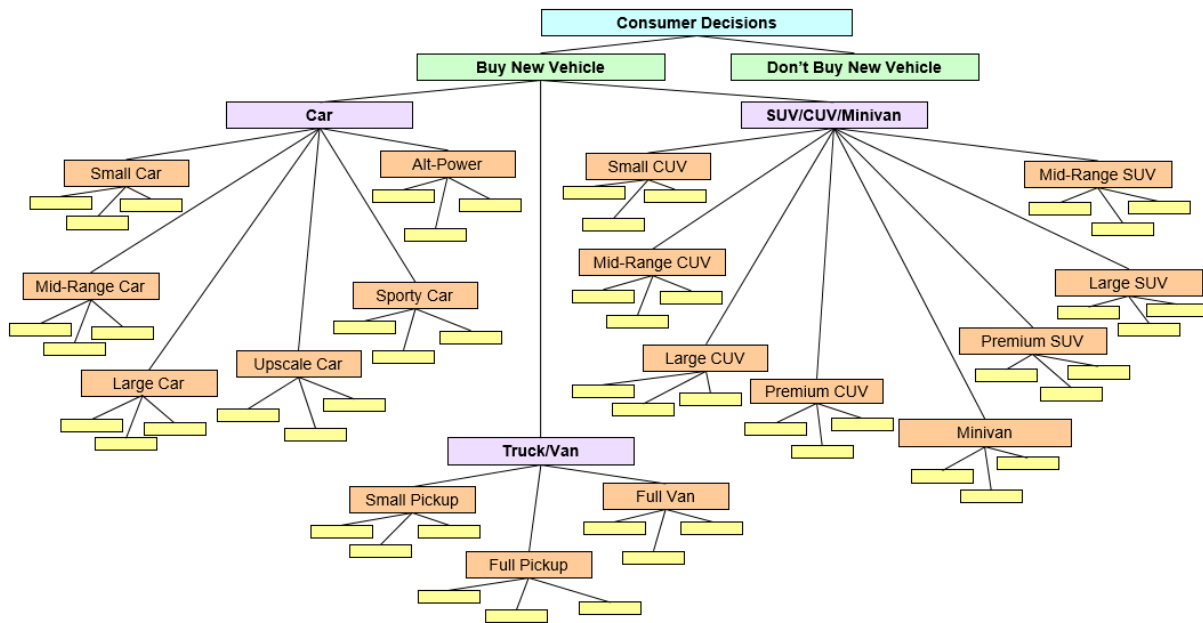 Consumer Decisions
Buy New Vehicle
Don't Buy New Vehicle
Car
SUV/CUV/Minivan
Small Car
Alt-Power
Small CUV
Mid-Range SUV
Mid-Range Car
Sporty Car
Mid-Range CUV
Large SUV
Large Car
Upscale Car
Large CUV
Premium CUV
Premium SUV
Minivan
Truck/Van
Small Pickup
Full Van
Full Pickup